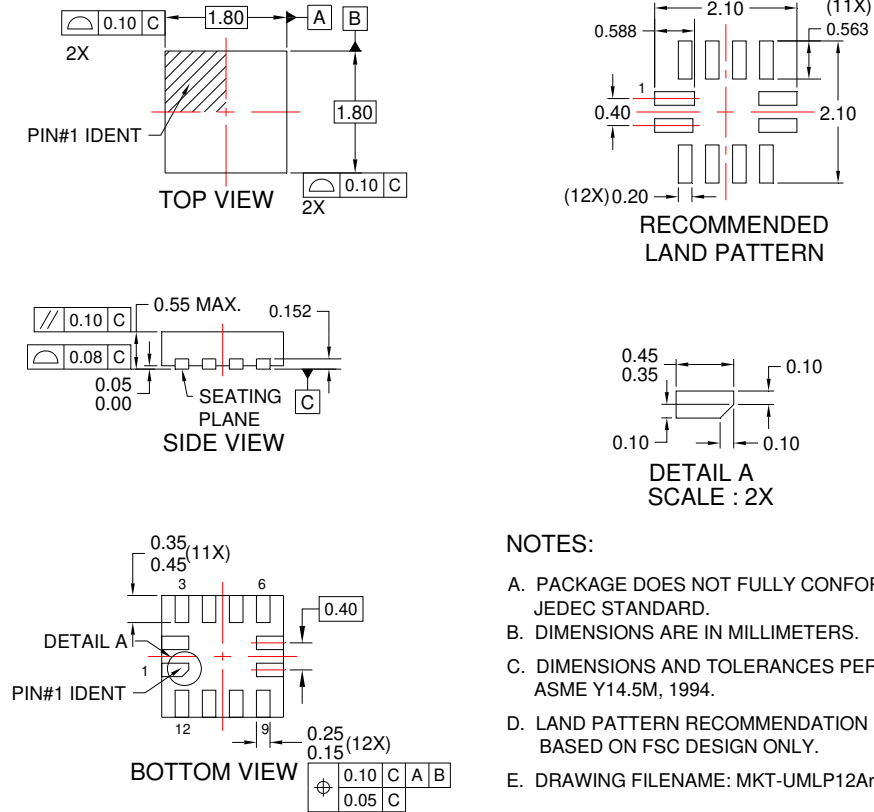 0.10 C
2X
1.80
A
B
PIN#1 IDENT
1.80
TOP VIEW
0.10 C
2X
2.10
(11X)
0.588
0.563
1
0.40
2.10
(12X) 0.20
RECOMMENDED
LAND PATTERN
// 0.10 C
0.55 MAX.
0.152
0.08 C
0.05
0.00
SEATING
PLANE
C
SIDE VIEW
0.45
0.35
0.10
0.10
0.10
DETAIL A
SCALE : 2X
0.35
0.45
(11X)
3
6
0.40
DETAIL A
1
PIN#1 IDENT
12
9
0.25
0.15
(12X)
BOTTOM VIEW
⌖ 0.10 C A B
0.05 C
NOTES:
A. PACKAGE DOES NOT FULLY CONFOR
JEDEC STANDARD.
B. DIMENSIONS ARE IN MILLIMETERS.
C. DIMENSIONS AND TOLERANCES PER
ASME Y14.5M, 1994.
D. LAND PATTERN RECOMMENDATION
BASED ON FSC DESIGN ONLY.
E. DRAWING FILENAME: MKT-UMLP12Ar